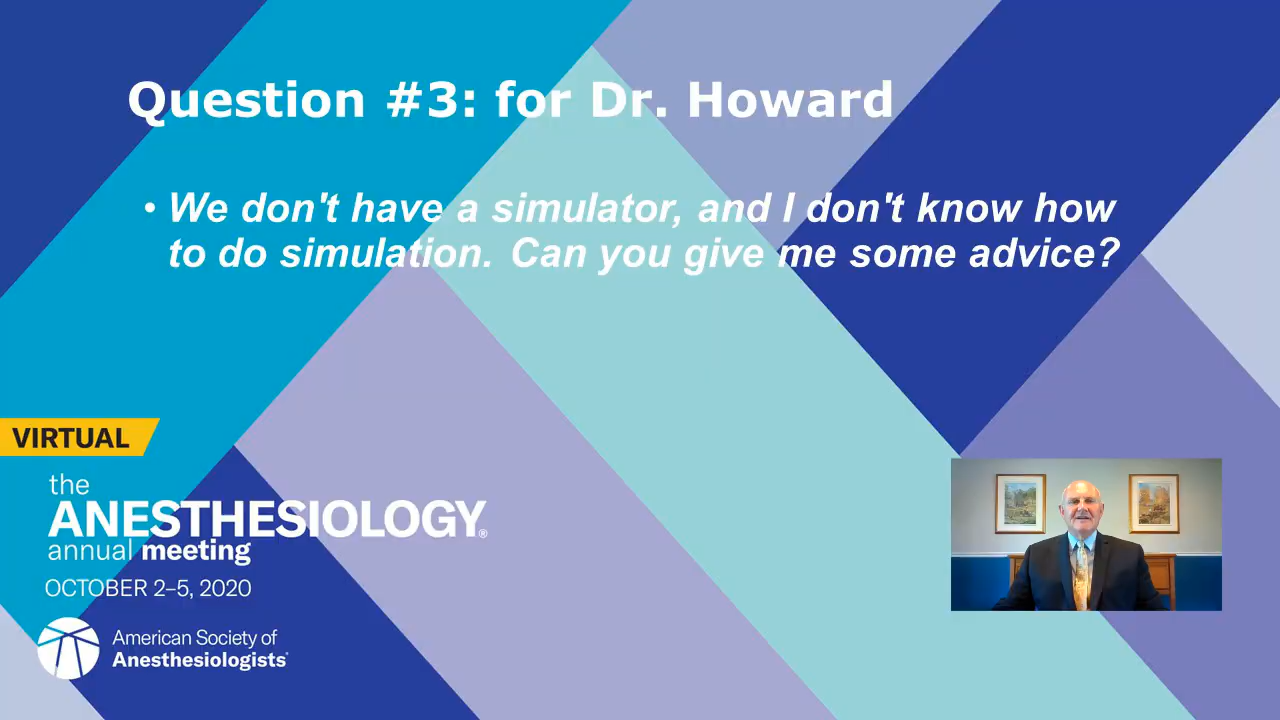 Question #3: for Dr. Howard
• We don't have a simulator, and I don't know how
to do simulation. Can you give me some advice?
VIRTUAL
the
ANESTHESIOLOGY®
annual meeting
OCTOBER 2–5, 2020
American Society of
Anesthesiologists®